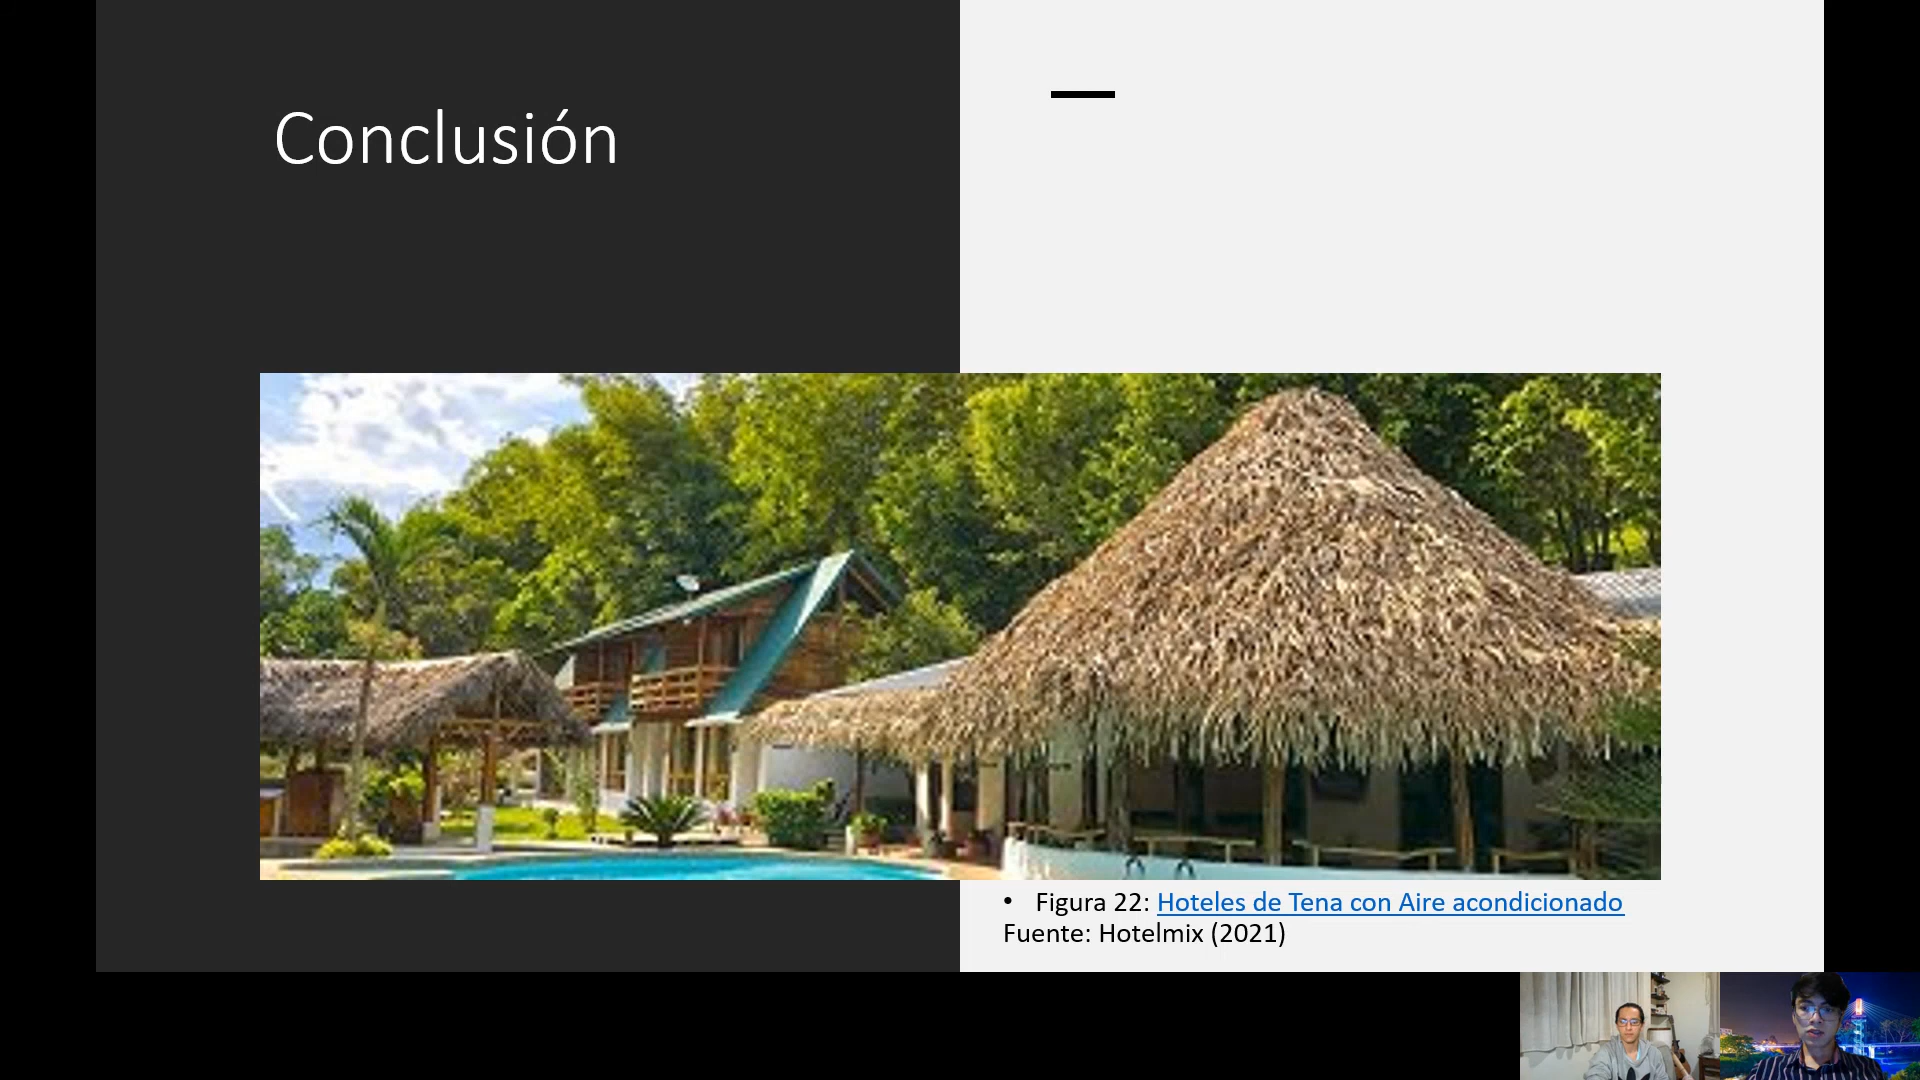 Conclusión
• Figura 22: Hoteles de Tena con Aire acondicionado
Fuente: Hotelmix (2021)